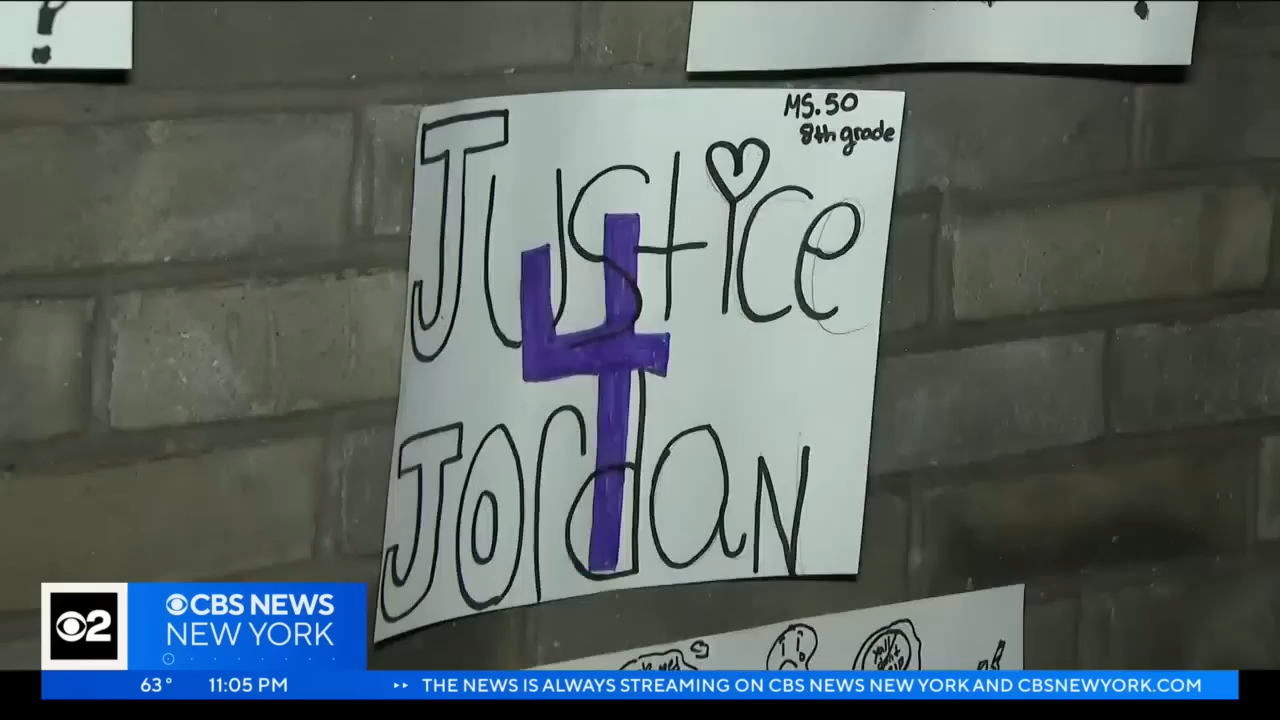 MS. 50
8th grade
Justice
4
Jordan
2
CBS NEWS
NEW YORK
63°
11:05 PM
THE NEWS IS ALWAYS STREAMING ON CBS NEWS NEW YORK AND CBSNEWYORK.COM